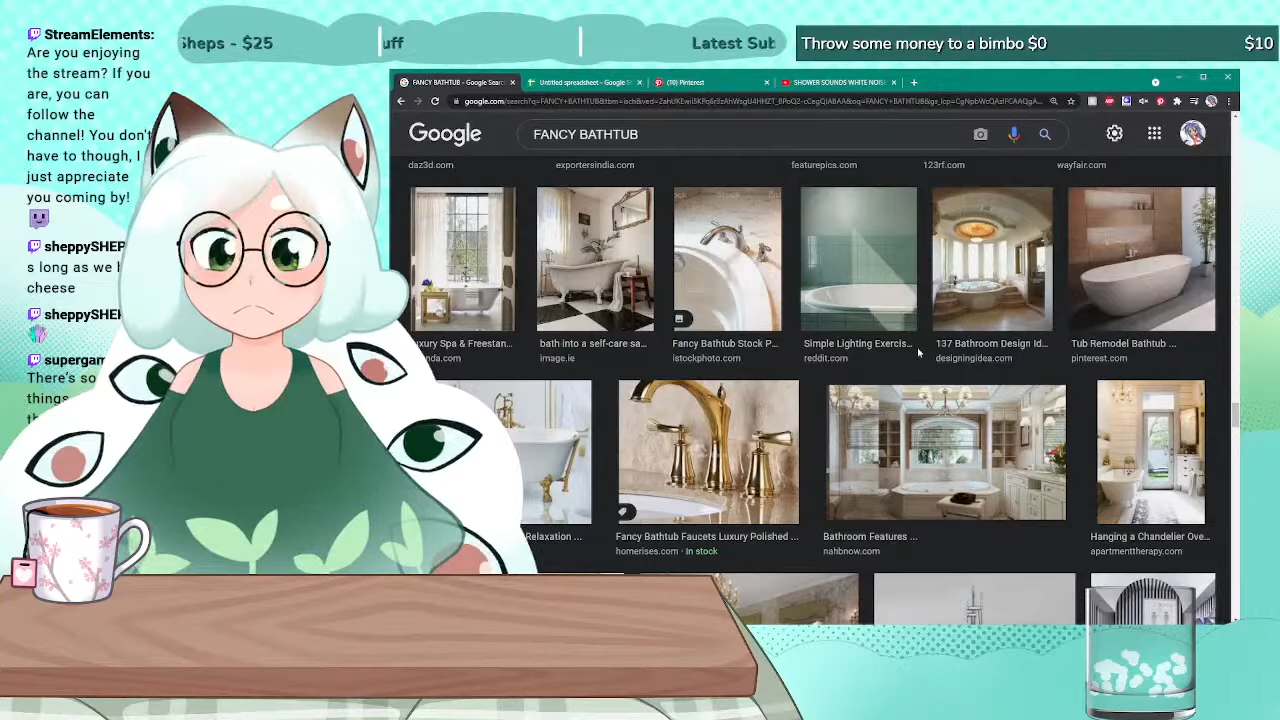 StreamElements:
Are you enjoying
the stream? If you
are, you can
follow the
channel! You don't
have to though, I
just appreciate
you coming by!
sheppySHEP
s long as we
cheese
sheppySHEP
supergam
There's so
things
Sheps - $25
uff
Latest Sub
Throw some money to a bimbo $0
$10
FANCY BATHTUB - Google Sear
Untitled spreadsheet - Google S
(10) Pinterest
SHOWER SOUNDS WHITE NOIS
Google
FANCY BATHTUB
daz3d.com
exportersindia.com
featurepics.com
123rf.com
wayfair.com
uxury Spa & Freestan...
nda.com
bath into a self-care sa...
image.ie
Fancy Bathtub Stock P...
istockphoto.com
Simple Lighting Exercis...
reddit.com
137 Bathroom Design Id...
designingidea.com
Tub Remodel Bathtub ...
pinterest.com
Relaxation ...
Fancy Bathtub Faucets Luxury Polished ...
homerises.com · In stock
Bathroom Features ...
nahbnow.com
Hanging a Chandelier Ove...
apartmenttherapy.com